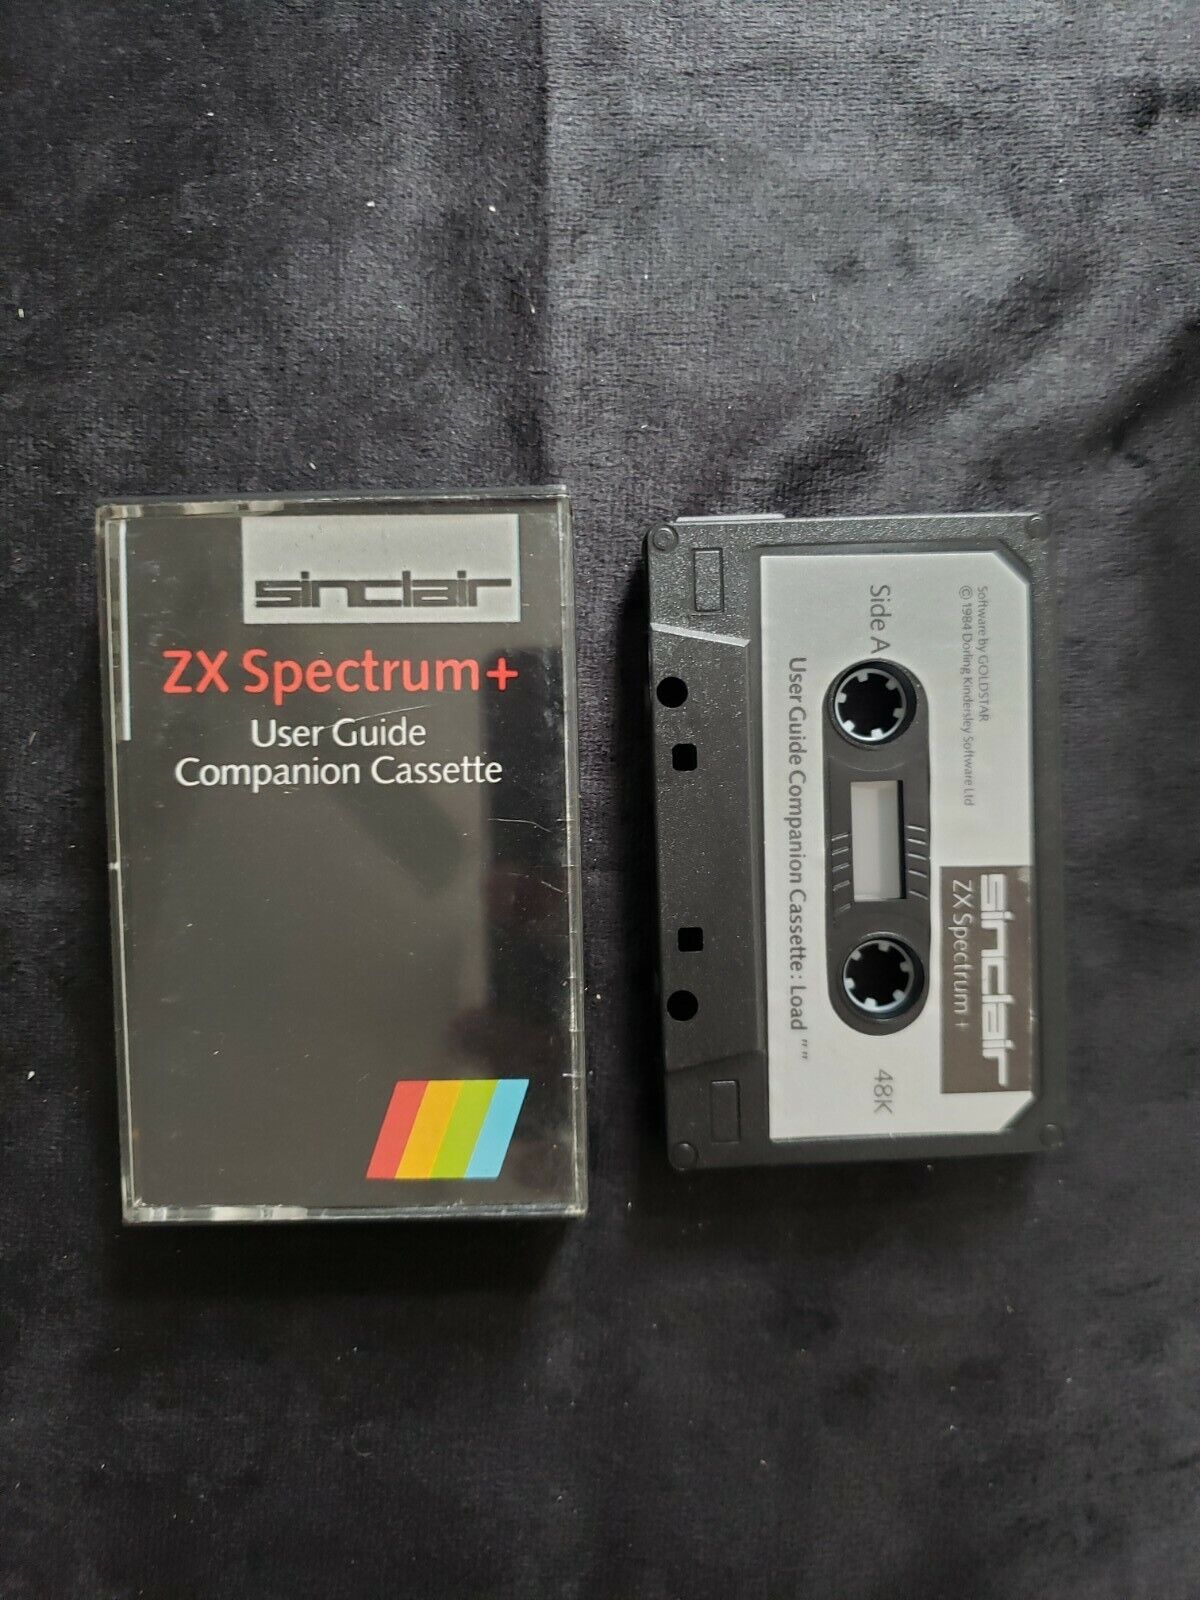 sinclair
ZX Spectrum+
User Guide
Companion Cassette
Software by GOLDSTAR
© 1984 Dorling Kindersley Software Ltd
sinclair
ZX Spectrum+
Side A
48K
User Guide Companion Cassette: Load " "